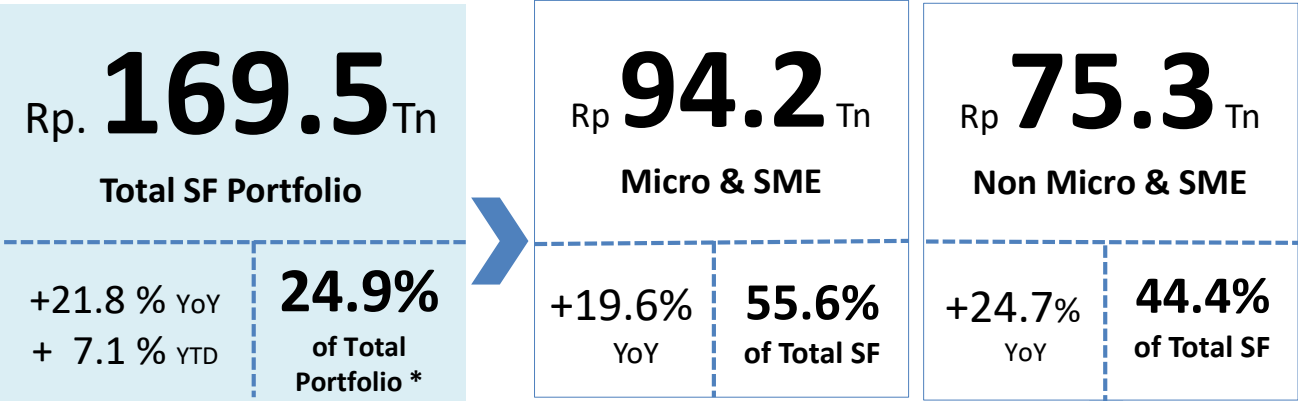 Rp. 169.5 Tn
Total SF Portfolio
+21.8 % YoY
+ 7.1 % YTD
24.9%
of Total
Portfolio *
Rp 94.2 Tn
Micro & SME
+19.6%
YoY
55.6%
of Total SF
Rp 75.3 Tn
Non Micro & SME
+24.7%
YoY
44.4%
of Total SF